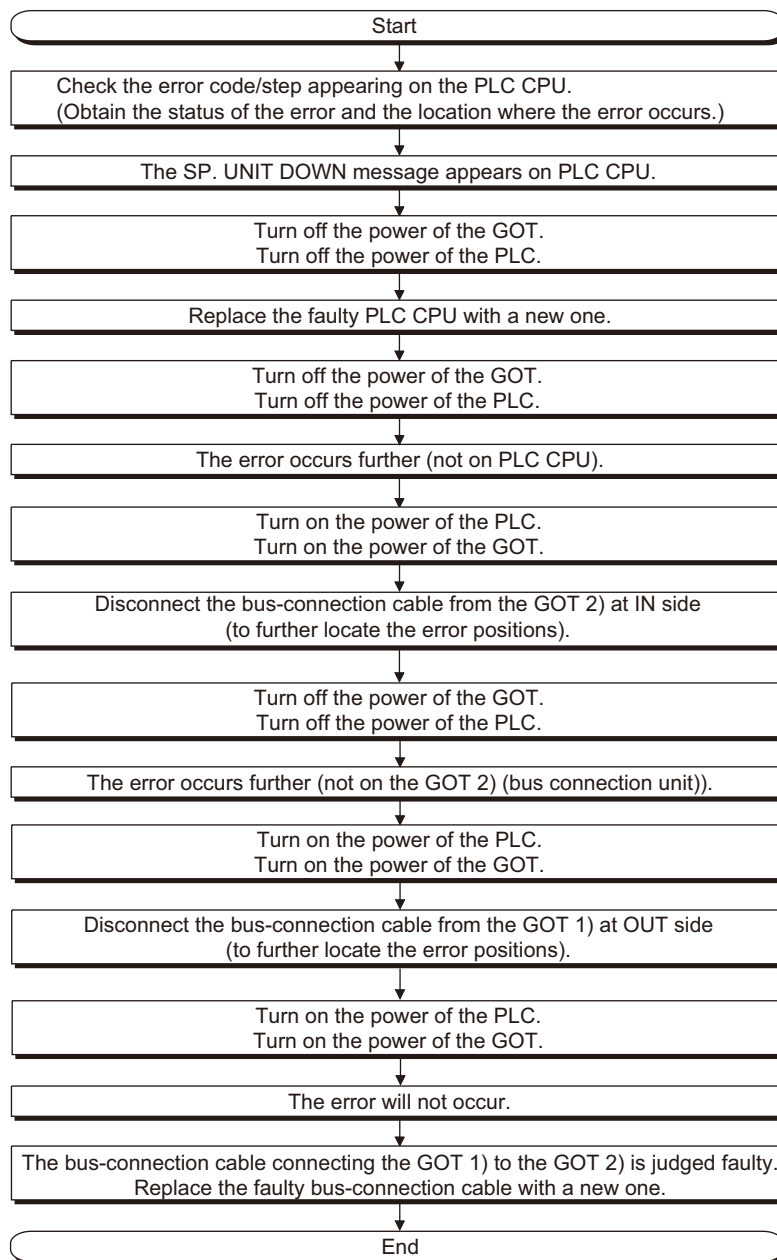 Start
Check the error code/step appearing on the PLC CPU.
(Obtain the status of the error and the location where the error occurs.)
The SP. UNIT DOWN message appears on PLC CPU.
Turn off the power of the GOT.
Turn off the power of the PLC.
Replace the faulty PLC CPU with a new one.
Turn off the power of the GOT.
Turn off the power of the PLC.
The error occurs further (not on PLC CPU).
Turn on the power of the PLC.
Turn on the power of the GOT.
Disconnect the bus-connection cable from the GOT 2) at IN side
(to further locate the error positions).
Turn off the power of the GOT.
Turn off the power of the PLC.
The error occurs further (not on the GOT 2) (bus connection unit)).
Turn on the power of the PLC.
Turn on the power of the GOT.
Disconnect the bus-connection cable from the GOT 1) at OUT side
(to further locate the error positions).
Turn on the power of the PLC.
Turn on the power of the GOT.
The error will not occur.
The bus-connection cable connecting the GOT 1) to the GOT 2) is judged faulty.
Replace the faulty bus-connection cable with a new one.
End